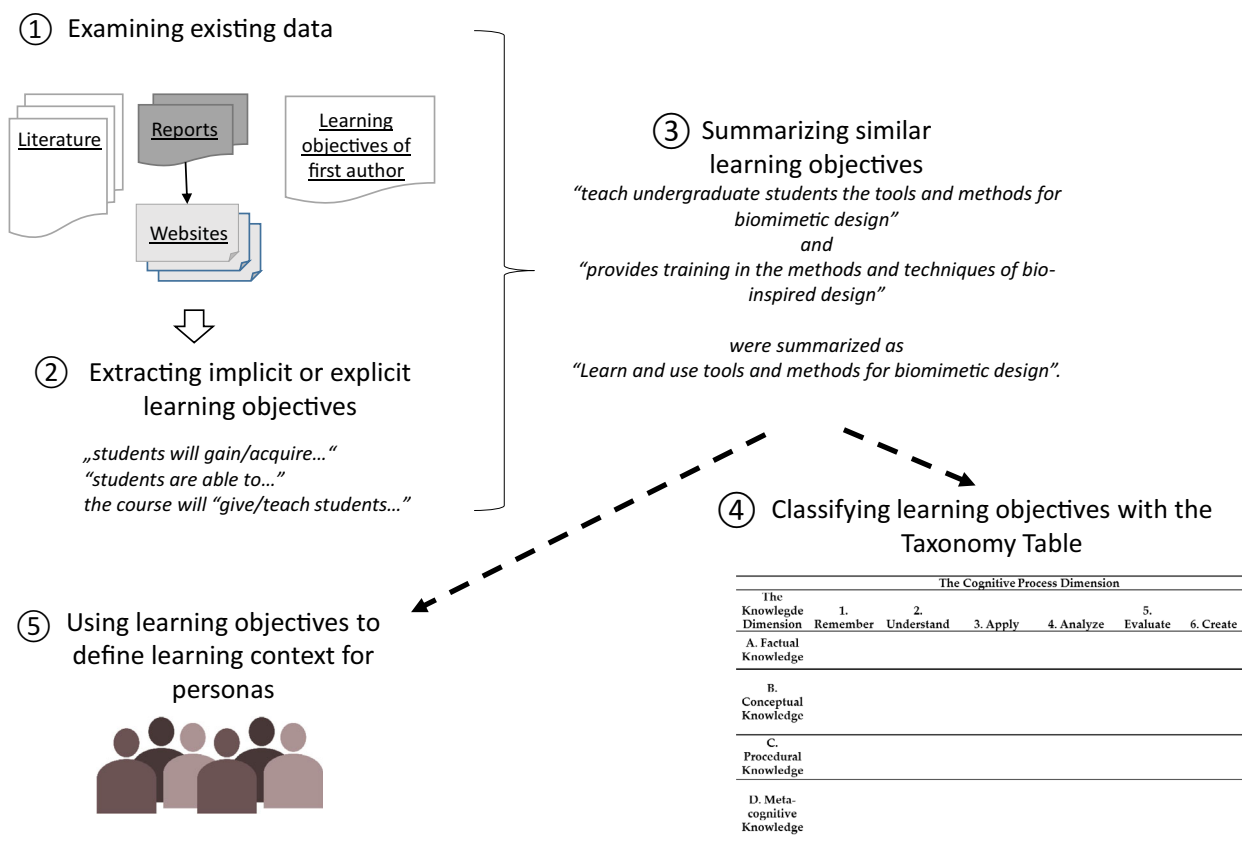 ① Examining existing data
Literature
Reports
Learning
objectives of
first author
Websites
② Extracting implicit or explicit
learning objectives
„students will gain/acquire…“
“students are able to…”
the course will “give/teach students…”
③ Summarizing similar
learning objectives
“teach undergraduate students the tools and methods for
biomimetic design”
and
“provides training in the methods and techniques of bio-
inspired design”
were summarized as
“Learn and use tools and methods for biomimetic design”.
④ Classifying learning objectives with the
Taxonomy Table
The Cognitive Process Dimension
The
Knowlegde
Dimension
1.
Remember
2.
Understand
3. Apply
4. Analyze
5.
Evaluate
6. Create
A. Factual
Knowledge
B.
Conceptual
Knowledge
C.
Procedural
Knowledge
D. Meta-
cognitive
Knowledge
⑤ Using learning objectives to
define learning context for
personas